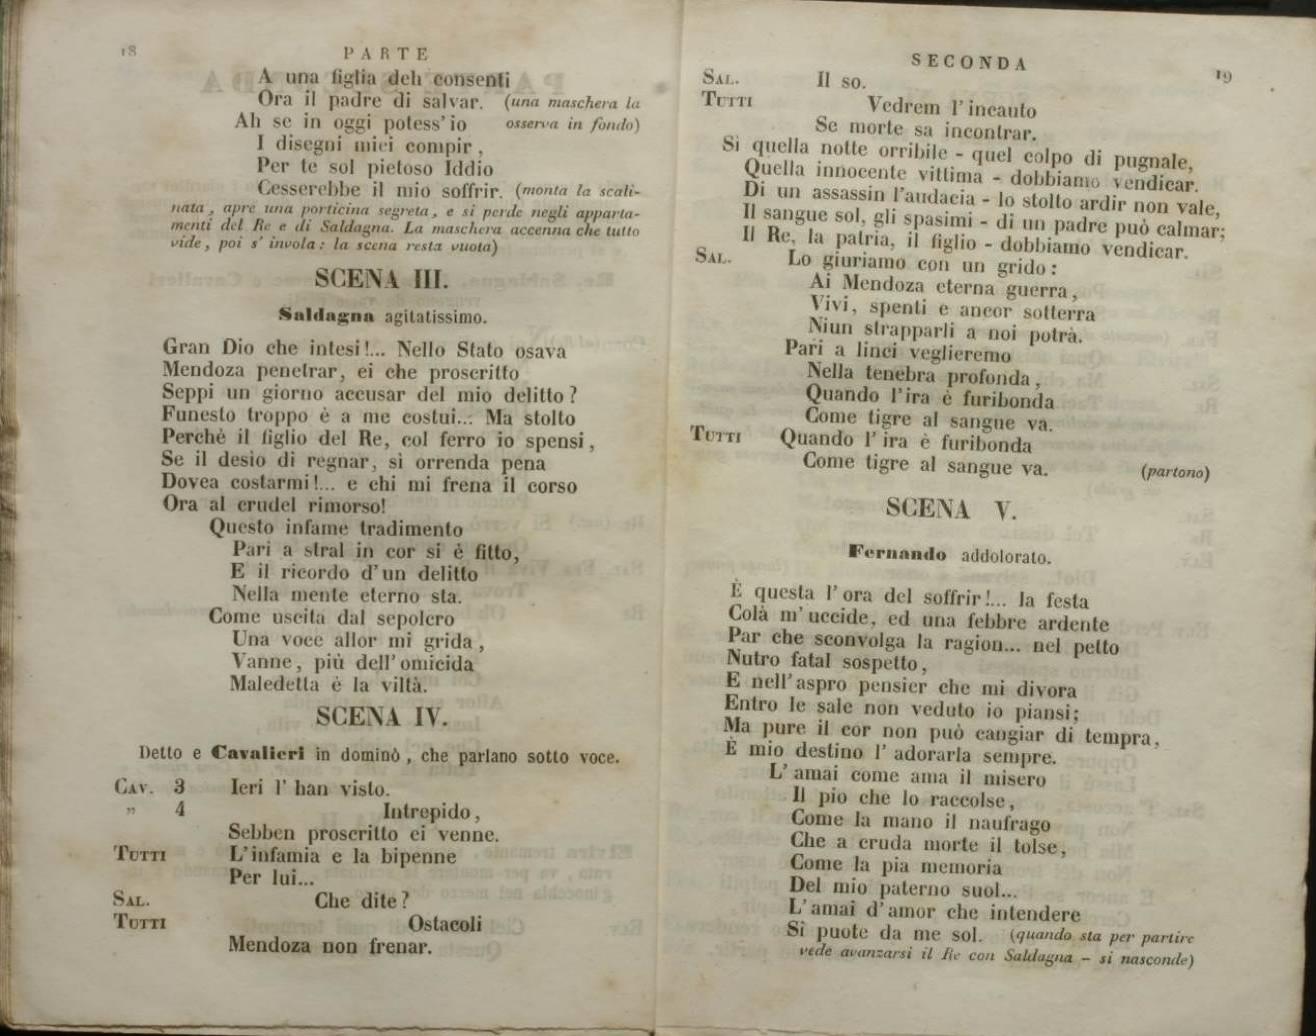 18
PARTE
A una figlia deh consenti
Ora il padre di salvar. (una maschera la
Ah se in oggi potess'io osserva in fondo)
I disegni miei compir,
Per te sol pietoso Iddio
Cesserebbe il mio soffrir. (monta la scali-
nata, apre una porticina segreta, e si perde negli apparta-
menti del Re e di Saldagna. La maschera accenna che tutto
vide, poi s'invola: la scena resta vuota)
SCENA III.
Saldagna agitatissimo.
Gran Dio che intesi!... Nello Stato osava
Mendoza penetrar, ei che proscritto
Seppi un giorno accusar del mio delitto?
Funesto troppo è a me costui... Ma stolto
Perchè il figlio del Re, col ferro io spensi,
Se il desio di regnar, sì orrenda pena
Dovea costarmi!... e chi mi frena il corso
Ora al crudel rimorso!
Questo infame tradimento
Pari a stral in cor si è fitto,
E il ricordo d'un delitto
Nella mente eterno sta.
Come uscita dal sepolcro
Una voce allor mi grida,
Vanne, più dell'omicida
Maledetta è la viltà.
SCENA IV.
Detto e Cavalieri in dominò, che parlano sotto voce.
CAV. 3 Ieri l'han visto.
” 4 Intrepido,
Sebben proscritto ei venne.
TUTTI L'infamia e la bipenne
Per lui...
SAL. Che dite?
TUTTI Ostacoli
Mendoza non frenar.
SECONDA
19
SAL. Il so.
TUTTI Vedrem l'incauto
Se morte sa incontrar.
Sì quella notte orribile - quel colpo di pugnale,
Quella innocente vittima - dobbiamo vendicar.
Di un assassin l'audacia - lo stolto ardir non vale,
Il sangue sol, gli spasimi - di un padre può calmar;
Il Re, la patria, il figlio - dobbiamo vendicar.
SAL. Lo giuriamo con un grido:
Ai Mendoza eterna guerra,
Vivi, spenti e ancor sotterra
Niun strapparli a noi potrà.
Pari a linci veglieremo
Nella tenebra profonda,
Quando l'ira è furibonda
Come tigre al sangue va.
TUTTI Quando l'ira è furibonda
Come tigre al sangue va. (partono)
SCENA V.
Fernando addolorato.
È questa l'ora del soffrir!... la festa
Colà m'uccide, ed una febbre ardente
Par che sconvolga la ragion... nel petto
Nutro fatal sospetto,
E nell'aspro pensier che mi divora
Entro le sale non veduto io piansi;
Ma pure il cor non può cangiar di tempra,
È mio destino l'adorarla sempre.
L'amai come ama il misero
Il pio che lo raccolse,
Come la mano il naufrago
Che a cruda morte il tolse,
Come la pia memoria
Del mio paterno suol...
L'amai d'amor che intendere
Sì puote da me sol. (quando sta per partire
vede avanzarsi il Re con Saldagna - si nasconde)